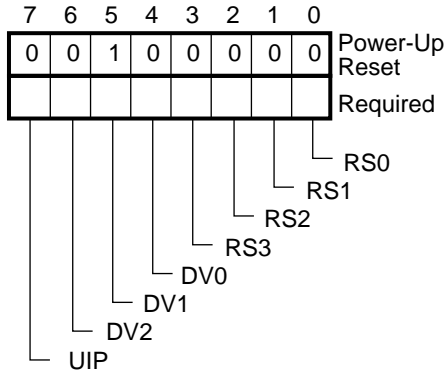 7 6 5 4 3 2 1 0
0 0 1 0 0 0 0 0 Power-Up
Reset
Required
RS0
RS1
RS2
RS3
DV0
DV1
DV2
UIP